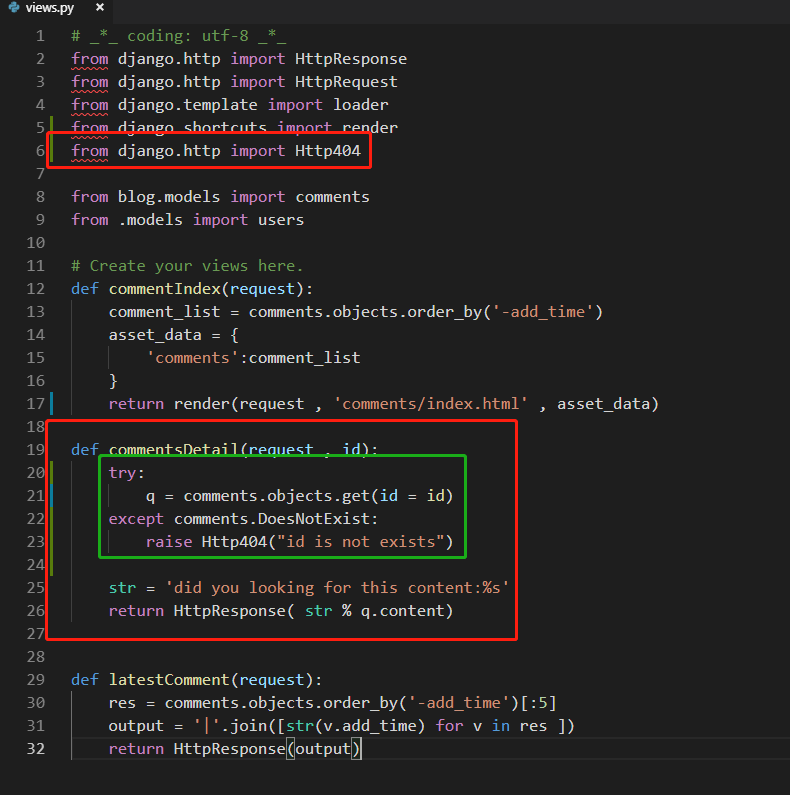 views.py ×
1 # _*_ coding: utf-8 _*_
2 from django.http import HttpResponse
3 from django.http import HttpRequest
4 from django.template import loader
5 from django.shortcuts import render
6 from django.http import Http404
7
8 from blog.models import comments
9 from .models import users
10
11 # Create your views here.
12 def commentIndex(request):
13     comment_list = comments.objects.order_by('-add_time')
14     asset_data = {
15         'comments':comment_list
16     }
17     return render(request , 'comments/index.html' , asset_data)
18
19 def commentsDetail(request , id):
20     try:
21         q = comments.objects.get(id = id)
22     except comments.DoesNotExist:
23         raise Http404("id is not exists")
24
25     str = 'did you looking for this content:%s'
26     return HttpResponse( str % q.content)
27
28
29 def latestComment(request):
30     res = comments.objects.order_by('-add_time')[:5]
31     output = '|'.join([str(v.add_time) for v in res ])
32     return HttpResponse(output)